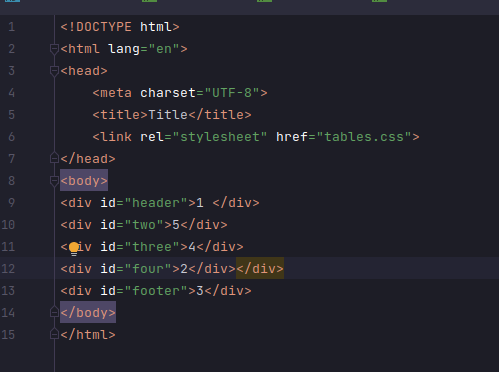 1 <!DOCTYPE html>
2 <html lang="en">
3 <head>
4     <meta charset="UTF-8">
5     <title>Title</title>
6     <link rel="stylesheet" href="tables.css">
7 </head>
8 <body>
9 <div id="header">1 </div>
10 <div id="two">5</div>
11 <div id="three">4</div>
12 <div id="four">2</div></div>
13 <div id="footer">3</div>
14 </body>
15 </html>